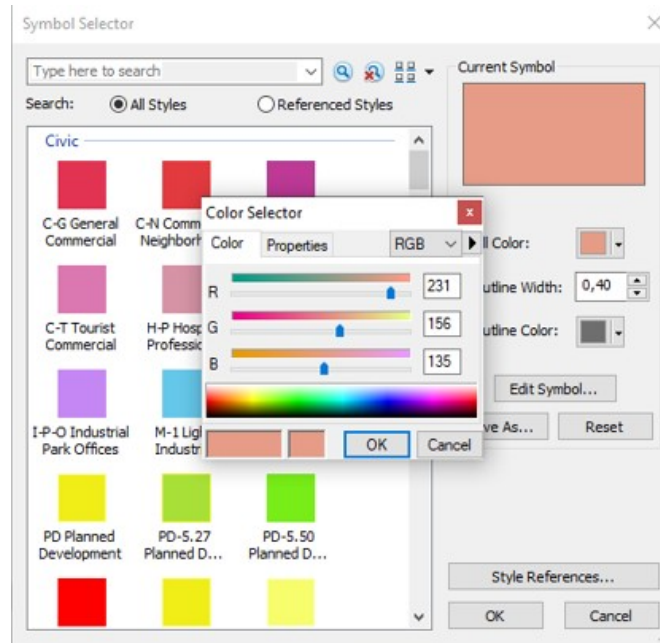 Symbol Selector
Type here to search
Search: All Styles Referenced Styles
Civic
C-G General Commercial
C-N Comm
Neighborh
C-T Tourist
Commercial
H-P Hosp
Professic
I-P-O Industrial
Park Offices
M-1 Ligh
Industr
PD Planned
Development
PD-5.27
Planned D...
PD-5.50
Planned D...
Color Selector
Color Properties RGB
R 231
G 156
B 135
OK Cancel
Current Symbol
ll Color:
utline Width: 0,40
utline Color:
Edit Symbol...
ve As... Reset
Style References...
OK Cancel